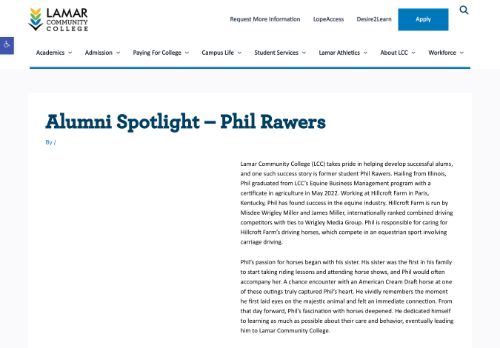 LAMAR
COMMUNITY
COLLEGE
Request More Information LopeAccess Desire2Learn Apply
Academics Admission Paying For College Campus Life Student Services Lamar Athletics About LCC Workforce
Alumni Spotlight – Phil Rawers
By /
Lamar Community College (LCC) takes pride in helping develop successful alums,
and one such success story is former student Phil Rawers. Hailing from Illinois,
Phil graduated from LCC's Equine Business Management program with a
certificate in agriculture in May 2022. Working at Hillcroft Farm in Paris,
Kentucky, Phil has found success in the equine industry. Hillcroft Farm is run by
Misdee Wrigley Miller and James Miller, internationally ranked combined driving
competitors with ties to Wrigley Media Group. Phil is responsible for caring for
Hillcroft Farm's driving horses, which compete in an equestrian sport involving
carriage driving.
Phil's passion for horses began with his sister. His sister was the first in his family
to start taking riding lessons and attending horse shows, and Phil would often
accompany her. A chance encounter with an American Cream Draft horse at one
of these outings truly captured Phil's heart. He vividly remembers the moment
he first laid eyes on the majestic animal and felt an immediate connection. From
that day forward, Phil's fascination with horses deepened. He dedicated himself
to learning as much as possible about their care and behavior, eventually leading
him to Lamar Community College.